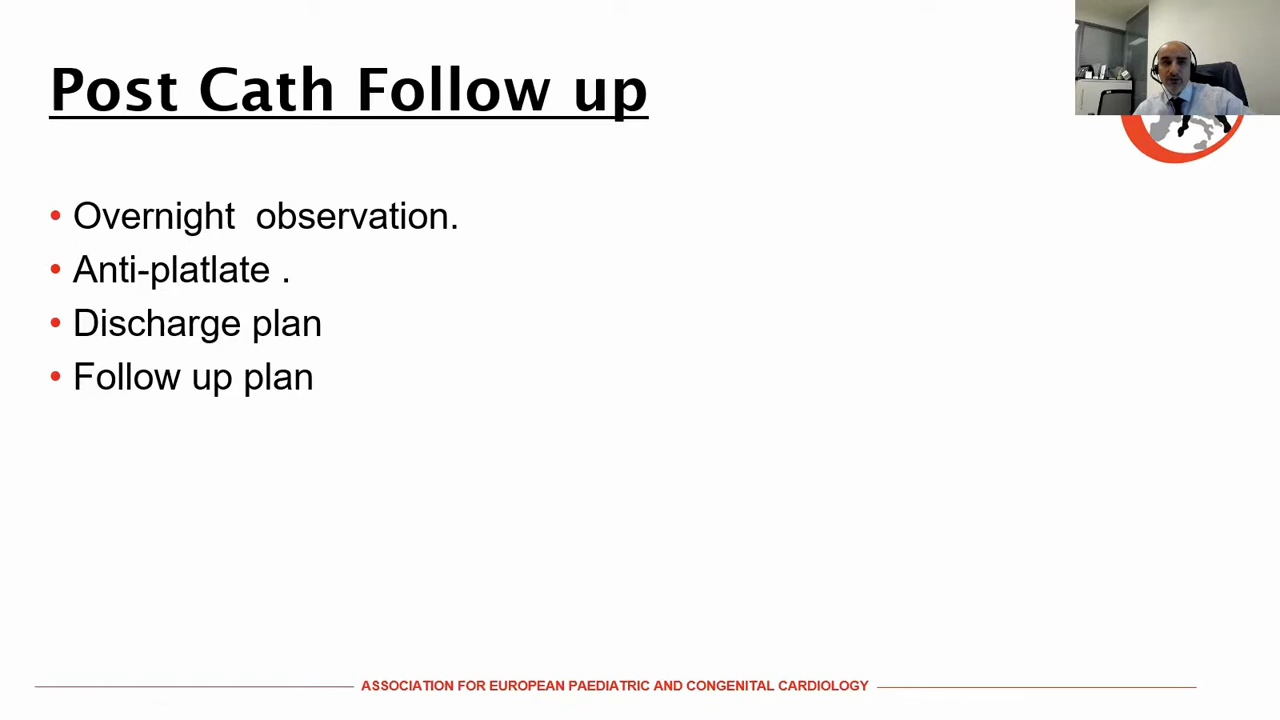 Post Cath Follow up
• Overnight observation.
• Anti-platlate .
• Discharge plan
• Follow up plan
ASSOCIATION FOR EUROPEAN PAEDIATRIC AND CONGENITAL CARDIOLOGY